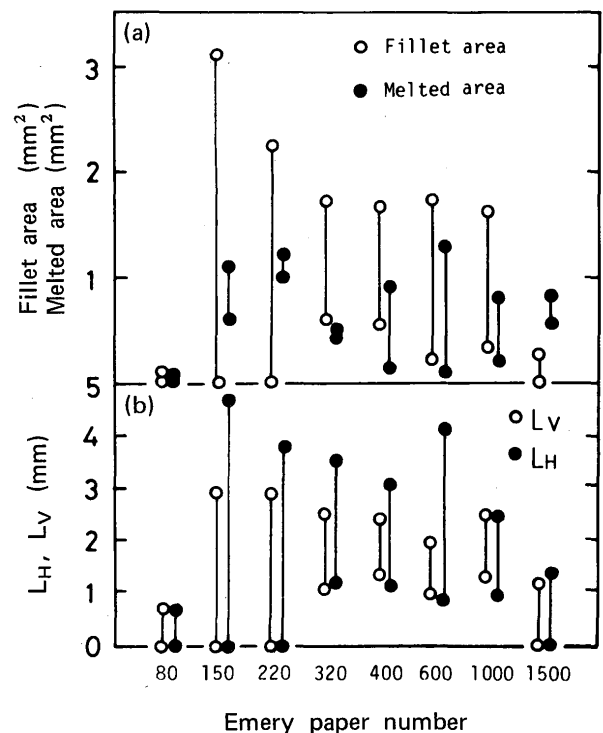 (a)
Fillet area
Melted area
3
2
1
Fillet area (mm²)
Melted area (mm²)
5
(b)
Lv
LH
4
3
2
1
0
LH, Lv (mm)
80 150 220 320 400 600 1000 1500
Emery paper number